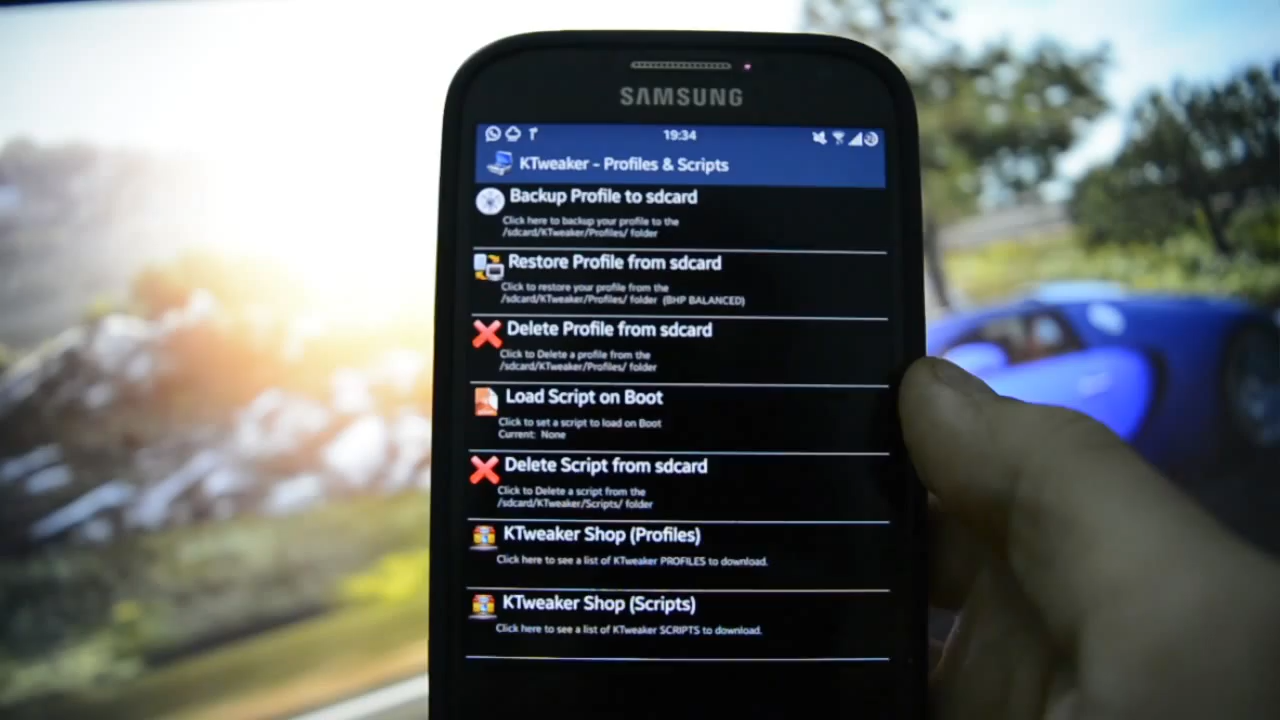 SAMSUNG
19:34
KTweaker - Profiles & Scripts
Backup Profile to sdcard
Click here to backup your profile to the
/sdcard/KTweaker/Profiles/ folder
Restore Profile from sdcard
Click to restore your profile from the
/sdcard/KTweaker/Profiles/ folder (BHP BALANCED)
Delete Profile from sdcard
Click to Delete a profile from the
/sdcard/KTweaker/Profiles/ folder
Load Script on Boot
Click to set a script to load on Boot
Current: None
Delete Script from sdcard
Click to Delete a script from the
/sdcard/KTweaker/Scripts/ folder
KTweaker Shop (Profiles)
Click here to see a list of KTweaker PROFILES to download.
KTweaker Shop (Scripts)
Click here to see a list of KTweaker SCRIPTS to download.